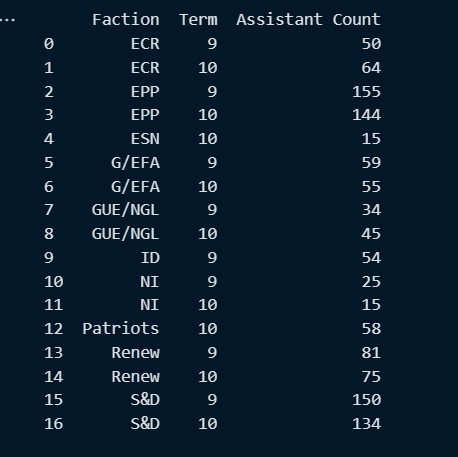 ... Faction Term Assistant Count
0 ECR 9 50
1 ECR 10 64
2 EPP 9 155
3 EPP 10 144
4 ESN 10 15
5 G/EFA 9 59
6 G/EFA 10 55
7 GUE/NGL 9 34
8 GUE/NGL 10 45
9 ID 9 54
10 NI 9 25
11 NI 10 15
12 Patriots 10 58
13 Renew 9 81
14 Renew 10 75
15 S&D 9 150
16 S&D 10 134